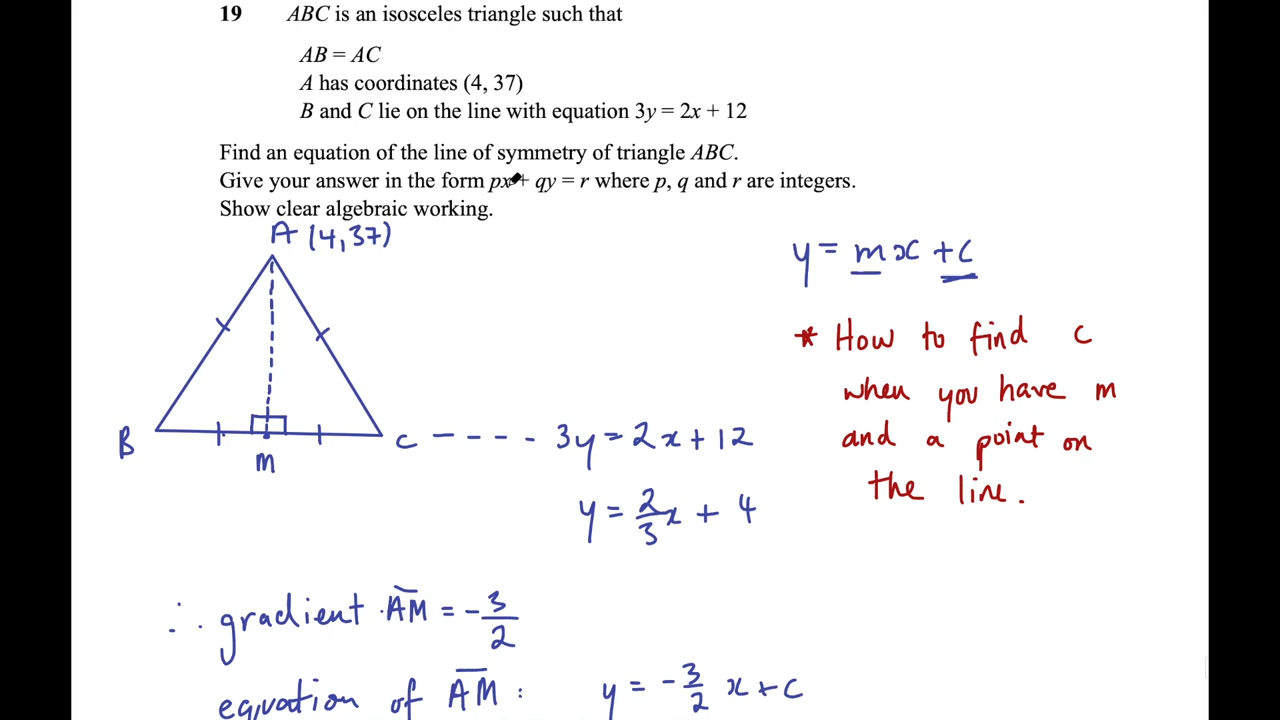 19 ABC is an isosceles triangle such that
AB = AC
A has coordinates (4, 37)
B and C lie on the line with equation 3y = 2x + 12
Find an equation of the line of symmetry of triangle ABC.
Give your answer in the form px + qy = r where p, q and r are integers.
Show clear algebraic working.
A (4,37)
y = mx + c
* How to find c
when you have m
and a point on
the line.
B
M
C ---- 3y = 2x + 12
y = 2/3 x + 4
∴ gradient AM = -3/2
equation of AM : y = -3/2 x + c